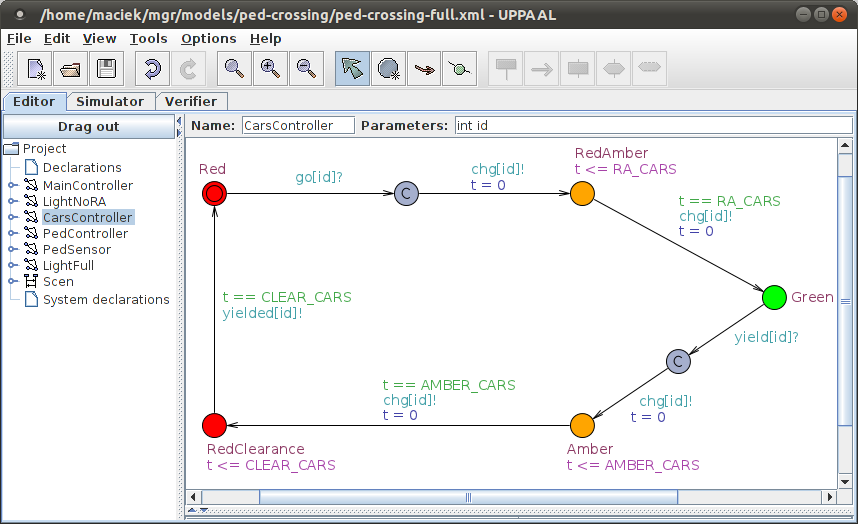 /home/maciek/mgr/models/ped-crossing/ped-crossing-full.xml - UPPAAL
File Edit View Tools Options Help
Editor Simulator Verifier
Drag out
Name: CarsController Parameters: int id
Project
Declarations
MainController
LightNoRA
CarsController
PedController
PedSensor
LightFull
Scen
System declarations
Red
go[id]?
C
chg[id]!
t = 0
RedAmber
t <= RA_CARS
t == RA_CARS
chg[id]!
t = 0
Green
yield[id]?
C
chg[id]!
t = 0
Amber
t <= AMBER_CARS
t == AMBER_CARS
chg[id]!
t = 0
RedClearance
t <= CLEAR_CARS
t == CLEAR_CARS
yielded[id]!